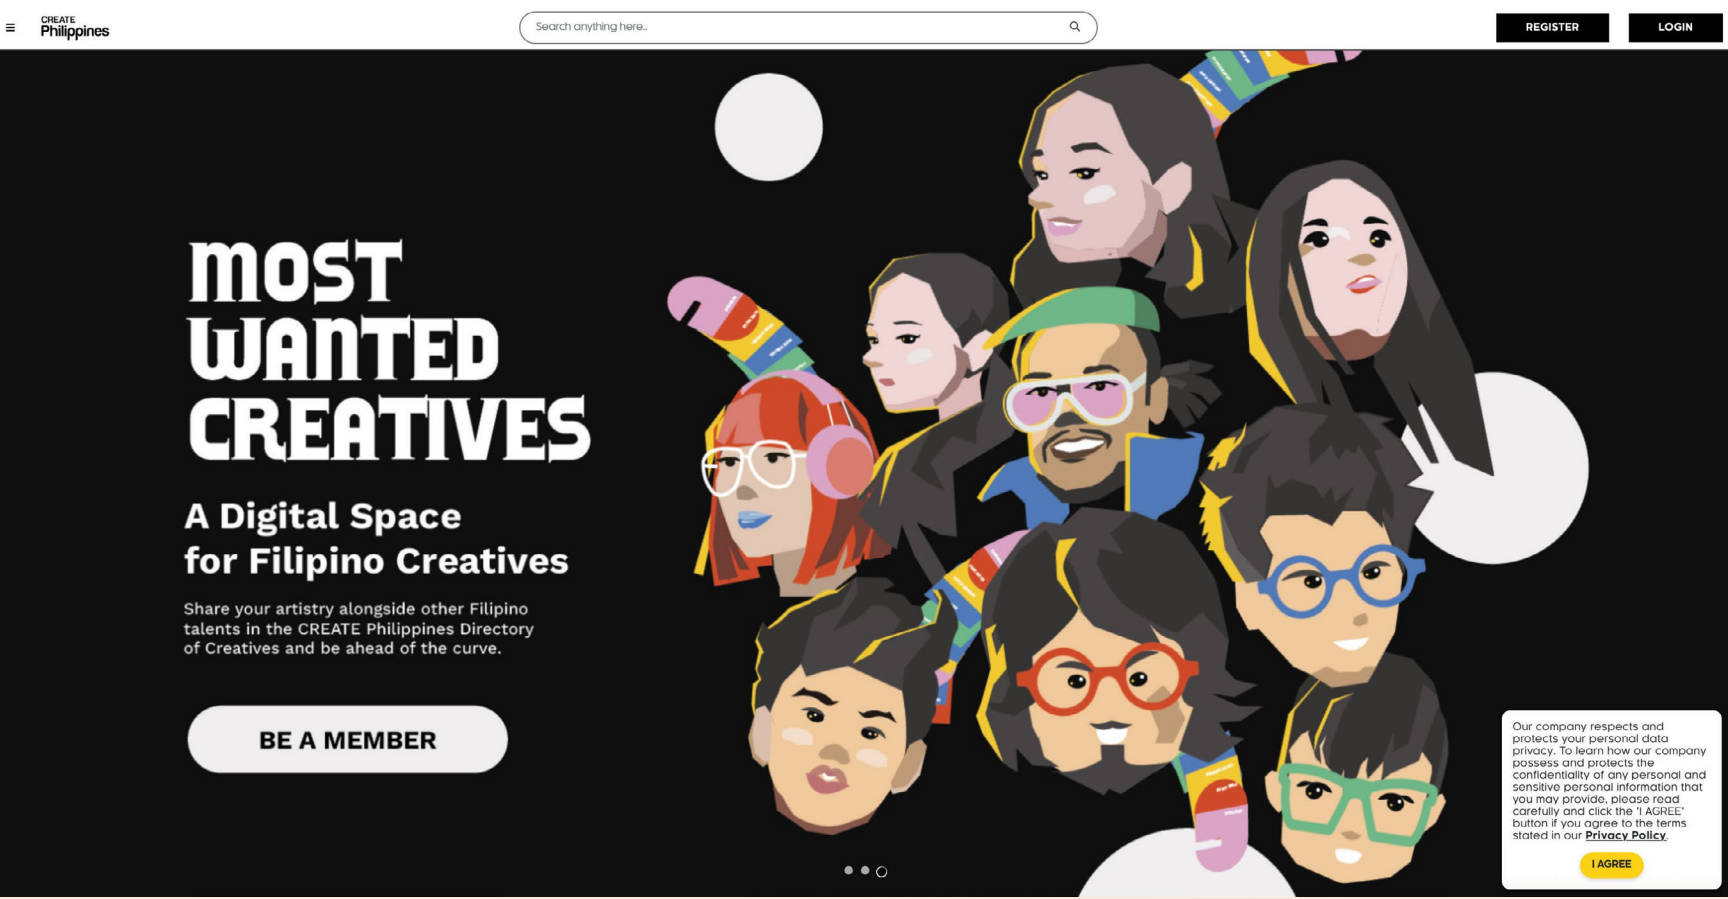 CREATE
Philippines
Search anything here..
REGISTER
LOGIN
MOST
WANTED
CREATIVES
A Digital Space
for Filipino Creatives
Share your artistry alongside other Filipino
talents in the CREATE Philippines Directory
of Creatives and be ahead of the curve.
BE A MEMBER
Our company respects and
protects your personal data
privacy. To learn how our company
possess and protects the
confidentiality of any personal and
sensitive personal information that
you may provide, please read
carefully and click the "I AGREE"
button if you agree to the terms
stated in our Privacy Policy.
I AGREE